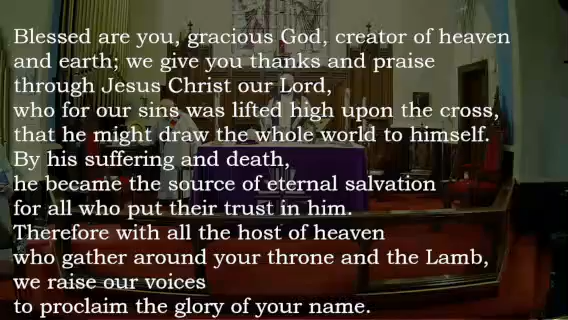 Blessed are you, gracious God, creator of heaven
and earth; we give you thanks and praise
through Jesus Christ our Lord,
who for our sins was lifted high upon the cross,
that he might draw the whole world to himself.
By his suffering and death,
he became the source of eternal salvation
for all who put their trust in him.
Therefore with all the host of heaven
who gather around your throne and the Lamb,
we raise our voices
to proclaim the glory of your name.